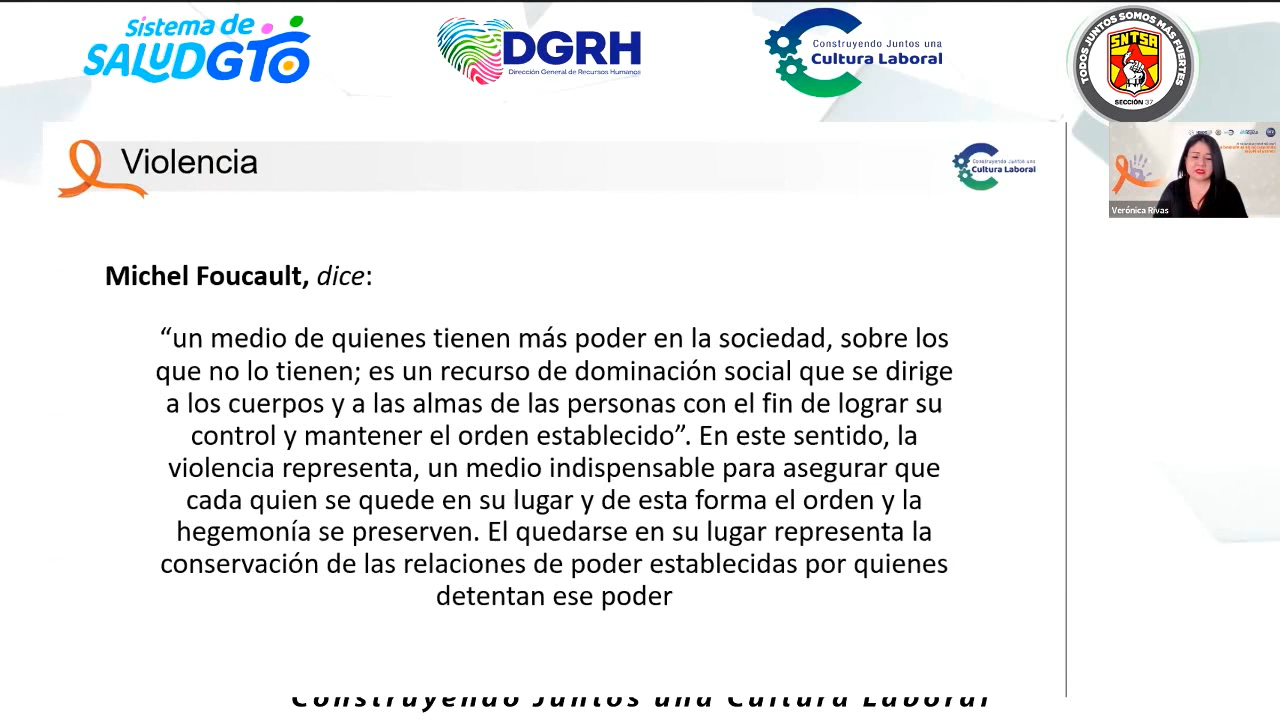 Sistema de
SALUDGTO
DGRH
Dirección General de Recursos Humanos
Construyendo Juntos una
Cultura Laboral
TODOS JUNTOS SOMOS MÁS FUERTES
SNTSA
SECCIÓN 37
Violencia
Construyendo Juntos una
Cultura Laboral
Verónica Rivas
Michel Foucault, dice:
“un medio de quienes tienen más poder en la sociedad, sobre los
que no lo tienen; es un recurso de dominación social que se dirige
a los cuerpos y a las almas de las personas con el fin de lograr su
control y mantener el orden establecido”. En este sentido, la
violencia representa, un medio indispensable para asegurar que
cada quien se quede en su lugar y de esta forma el orden y la
hegemonía se preserven. El quedarse en su lugar representa la
conservación de las relaciones de poder establecidas por quienes
detentan ese poder
Construyendo Juntos una Cultura Laboral